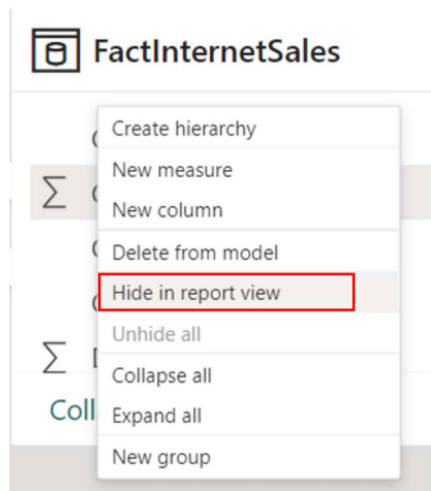 FactInternetSales
Create hierarchy
New measure
New column
Delete from model
Hide in report view
Unhide all
Collapse all
Expand all
New group
Coll